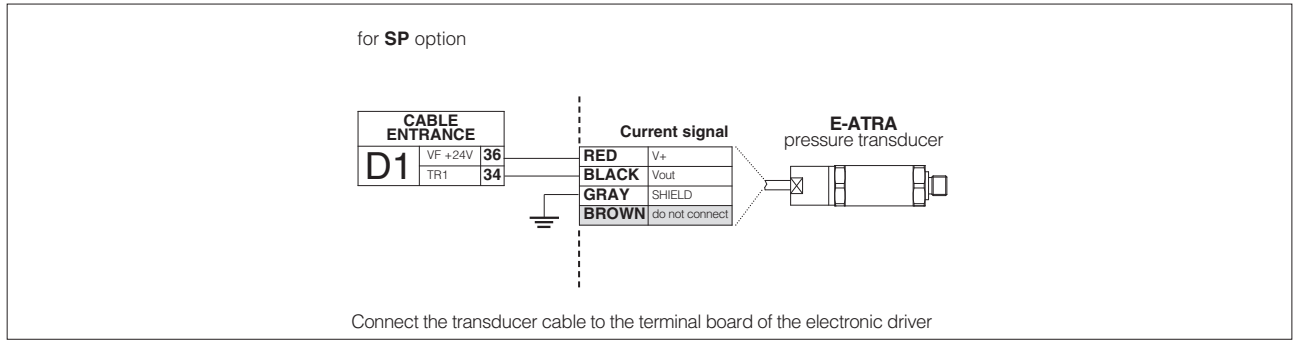 for SP option
CABLE
ENTRANCE
D1
VF +24V 36
TR1 34
Current signal
RED V+
BLACK Vout
GRAY SHIELD
BROWN do not connect
E-ATRA
pressure transducer
Connect the transducer cable to the terminal board of the electronic driver